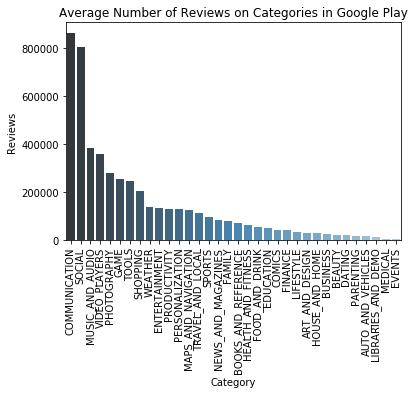 Average Number of Reviews on Categories in Google Play
800000
600000
400000
200000
0
Reviews
COMMUNICATION
SOCIAL
MUSIC_AND_AUDIO
VIDEO_PLAYERS
PHOTOGRAPHY
GAME
TOOLS
SHOPPING
WEATHER
ENTERTAINMENT
PRODUCTIVITY
PERSONALIZATION
MAPS_AND_NAVIGATION
TRAVEL_AND_LOCAL
SPORTS
NEWS_AND_MAGAZINES
FAMILY
BOOKS_AND_REFERENCE
HEALTH_AND_FITNESS
FOOD_AND_DRINK
EDUCATION
COMICS
FINANCE
LIFESTYLE
ART_AND_DESIGN
HOUSE_AND_HOME
BUSINESS
BEAUTY
DATING
PARENTING
AUTO_AND_VEHICLES
LIBRARIES_AND_DEMO
MEDICAL
EVENTS
Category